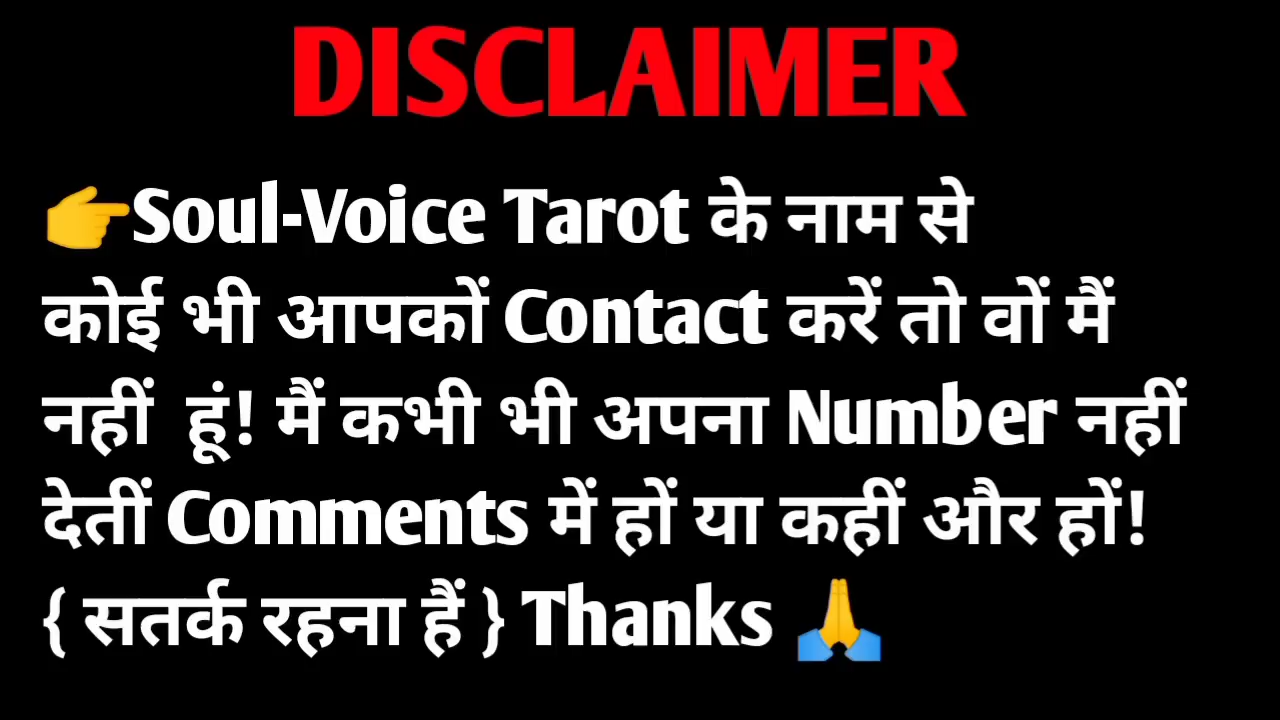 DISCLAIMER
👉Soul-Voice Tarot के नाम से
कोई भी आपकों Contact करें तो वों मैं
नहीं हूं! मैं कभी भी अपना Number नहीं
देतीं Comments में हों या कहीं और हों!
{ सतर्क रहना हैं } Thanks 🙏